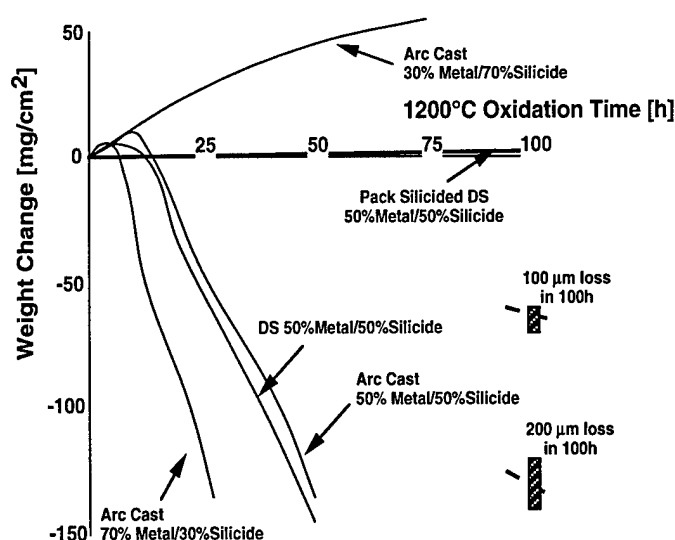 50
Arc Cast
30% Metal/70%Silicide
1200°C Oxidation Time [h]
25
50
75
100
0
Pack Silicided DS
50%Metal/50%Silicide
Weight Change [mg/cm2]
-50
100 µm loss
in 100h
DS 50%Metal/50%Silicide
Arc Cast
50% Metal/50%Silicide
-100
200 µm loss
in 100h
Arc Cast
70% Metal/30%Silicide
-150